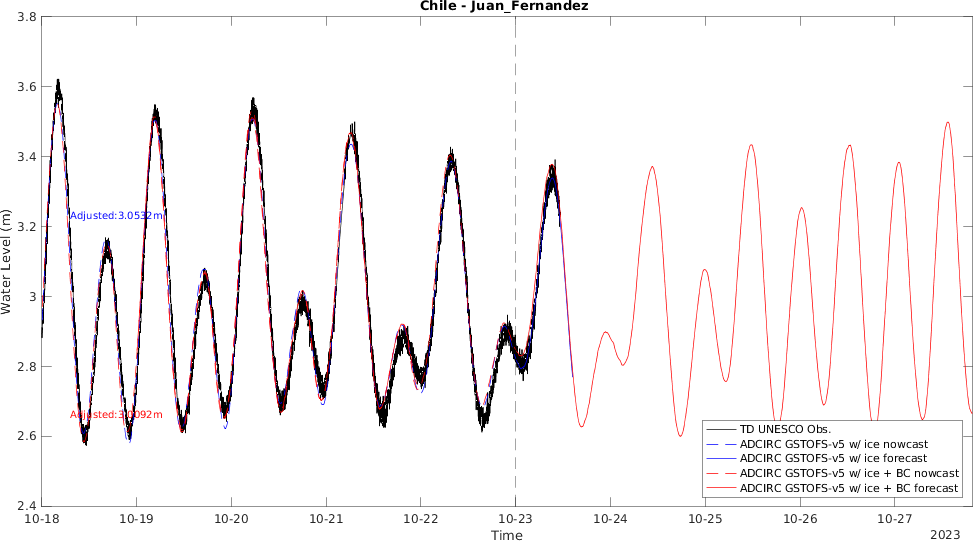 Chile - Juan_Fernandez
3.8
3.6
3.4
3.2
3
2.8
2.6
2.4
Water Level (m)
Adjusted:3.0532m
Adjusted:3.0092m
TD UNESCO Obs.
ADCIRC GSTOFS-v5 w/ ice nowcast
ADCIRC GSTOFS-v5 w/ ice forecast
ADCIRC GSTOFS-v5 w/ ice + BC nowcast
ADCIRC GSTOFS-v5 w/ ice + BC forecast
10-18 10-19 10-20 10-21 10-22 10-23 10-24 10-25 10-26 10-27
Time
2023